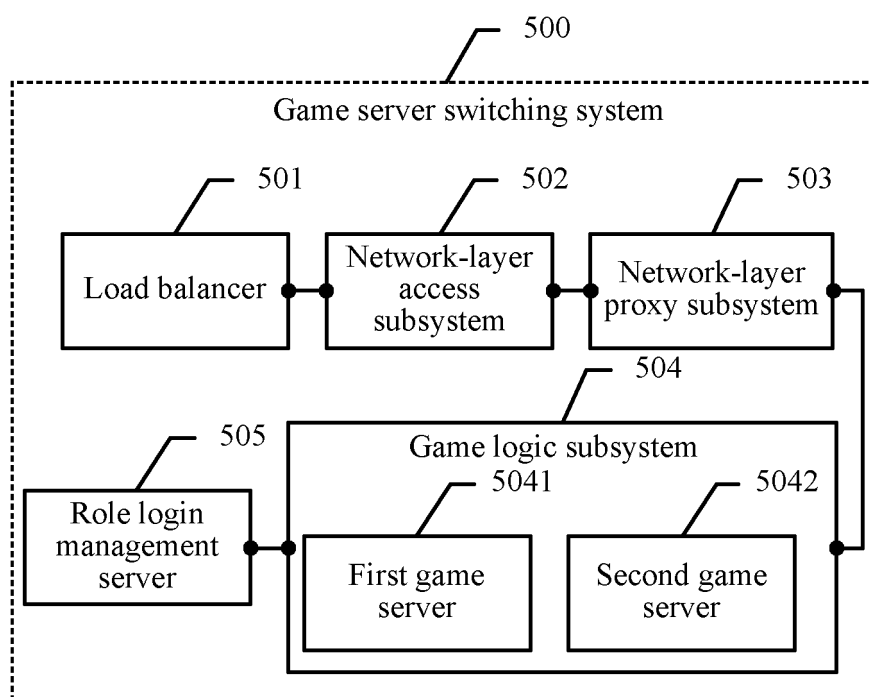 500
Game server switching system
501
502
503
Load balancer
Network-layer
access
subsystem
Network-layer
proxy subsystem
504
505
Game logic subsystem
5041
5042
Role login
management
server
First game
server
Second game
server